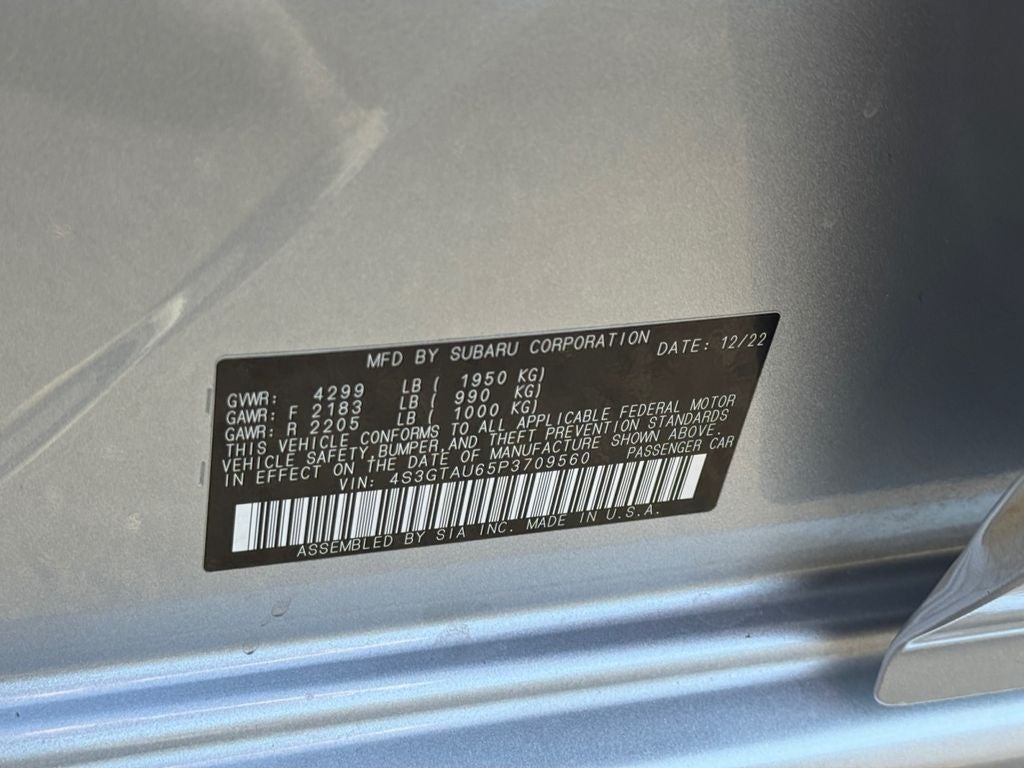 MFD BY SUBARU CORPORATION DATE: 12/22
GVWR: 4299 LB ( 1950 KG)
GAWR: F 2183 LB ( 990 KG)
GAWR: R 2205 LB ( 1000 KG)
THIS VEHICLE CONFORMS TO ALL APPLICABLE FEDERAL MOTOR
VEHICLE SAFETY,BUMPER,AND THEFT PREVENTION STANDARDS
IN EFFECT ON THE DATE OF MANUFACTURE SHOWN ABOVE.
VIN: 4S3GTAU65P3709560 PASSENGER CAR
ASSEMBLED BY SIA INC. MADE IN U.S.A.